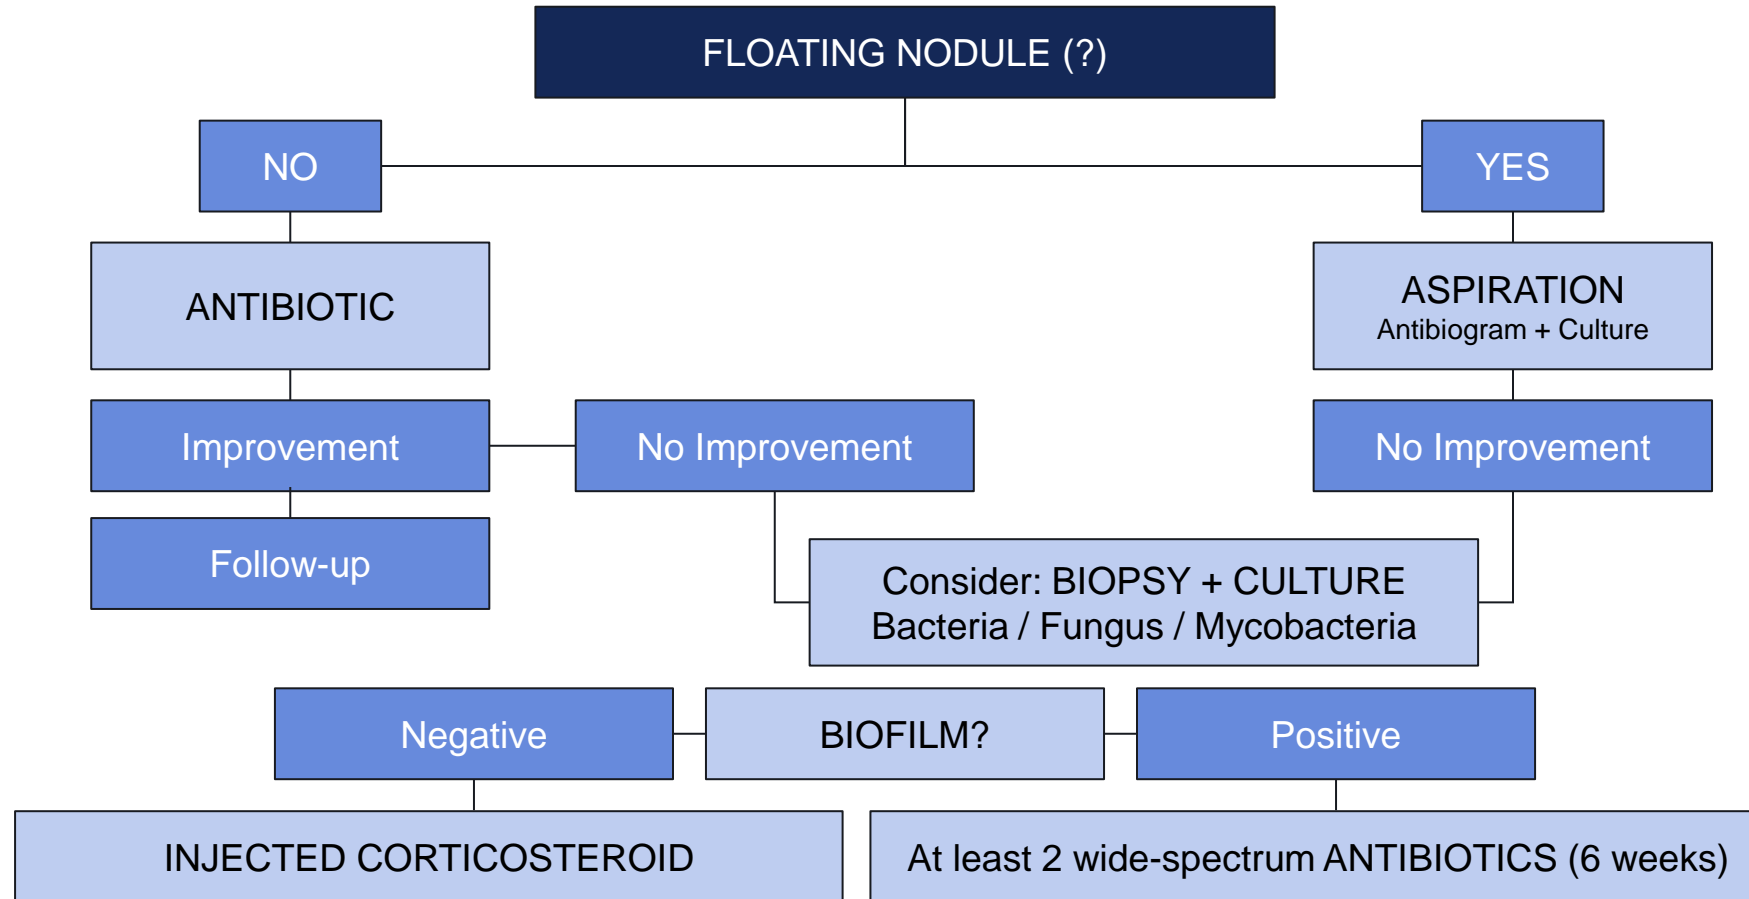 FLOATING NODULE (?)
NO
YES
ANTIBIOTIC
ASPIRATION
Antibiogram + Culture
Improvement
No Improvement
No Improvement
Follow-up
Consider: BIOPSY + CULTURE
Bacteria / Fungus / Mycobacteria
Negative
BIOFILM?
Positive
INJECTED CORTICOSTEROID
At least 2 wide-spectrum ANTIBIOTICS (6 weeks)